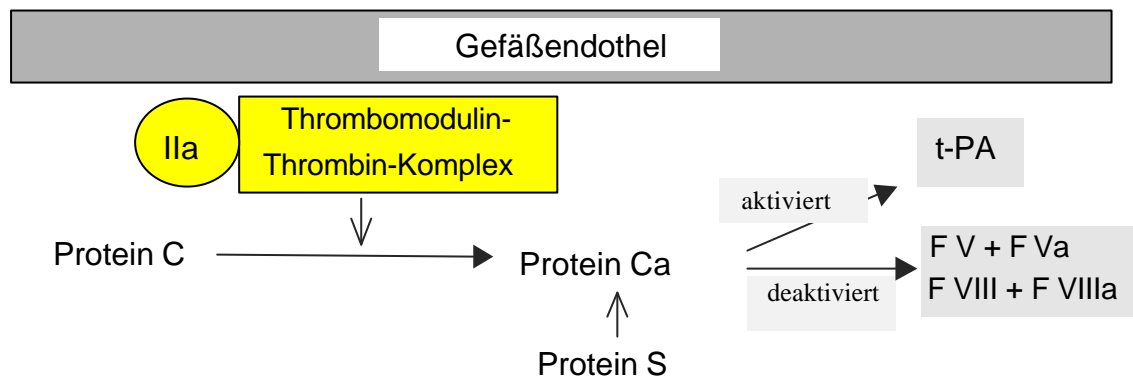 Gefäßendothel
IIa
Thrombomodulin-
Thrombin-Komplex
t-PA
aktiviert
Protein C
Protein Ca
F V + F Va
F VIII + F VIIIa
deaktiviert
Protein S